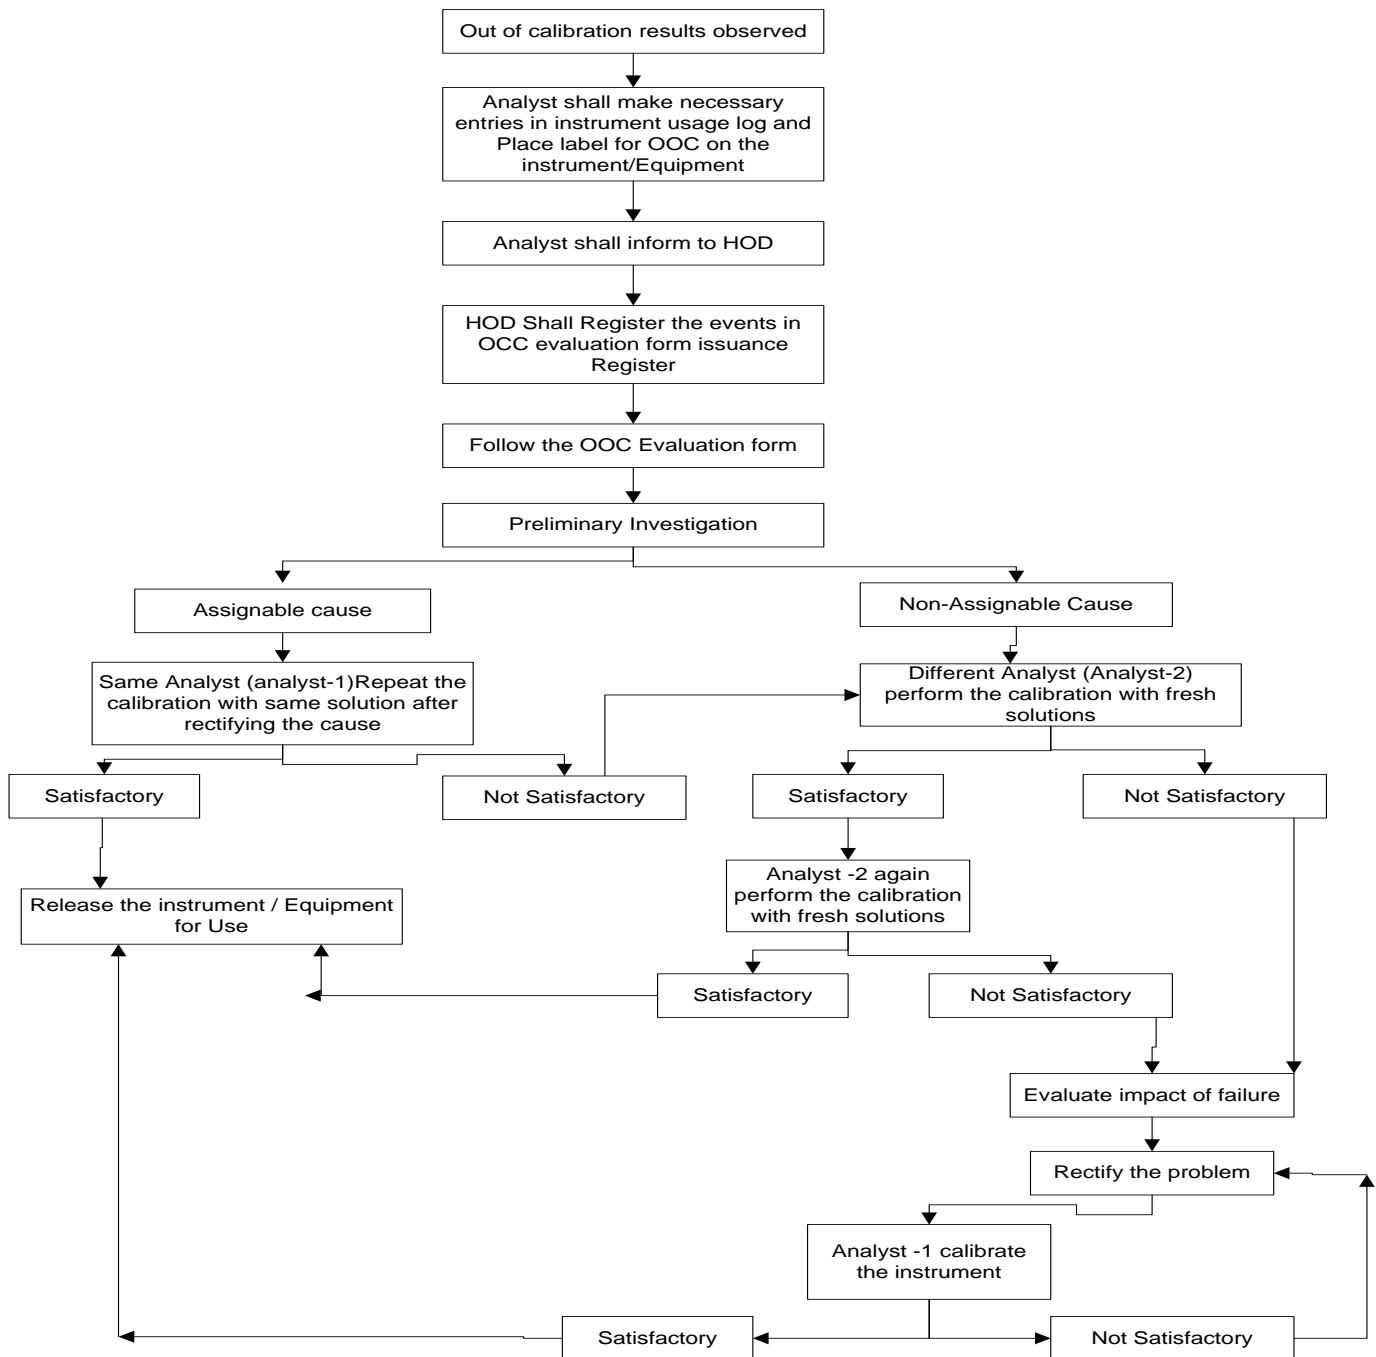 Out of calibration results observed
Analyst shall make necessary
entries in instrument usage log and
Place label for OOC on the
instrument/Equipment
Analyst shall inform to HOD
HOD Shall Register the events in
OCC evaluation form issuance
Register
Follow the OOC Evaluation form
Preliminary Investigation
Assignable cause
Non-Assignable Cause
Same Analyst (analyst-1)Repeat the
calibration with same solution after
rectifying the cause
Different Analyst (Analyst-2)
perform the calibration with fresh
solutions
Satisfactory
Not Satisfactory
Satisfactory
Not Satisfactory
Analyst -2 again
perform the calibration
with fresh solutions
Release the instrument / Equipment
for Use
Satisfactory
Not Satisfactory
Evaluate impact of failure
Rectify the problem
Analyst -1 calibrate
the instrument
Satisfactory
Not Satisfactory